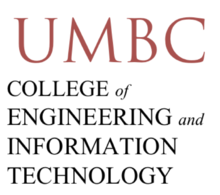 UMBC
COLLEGE of
ENGINEERING and
INFORMATION
TECHNOLOGY